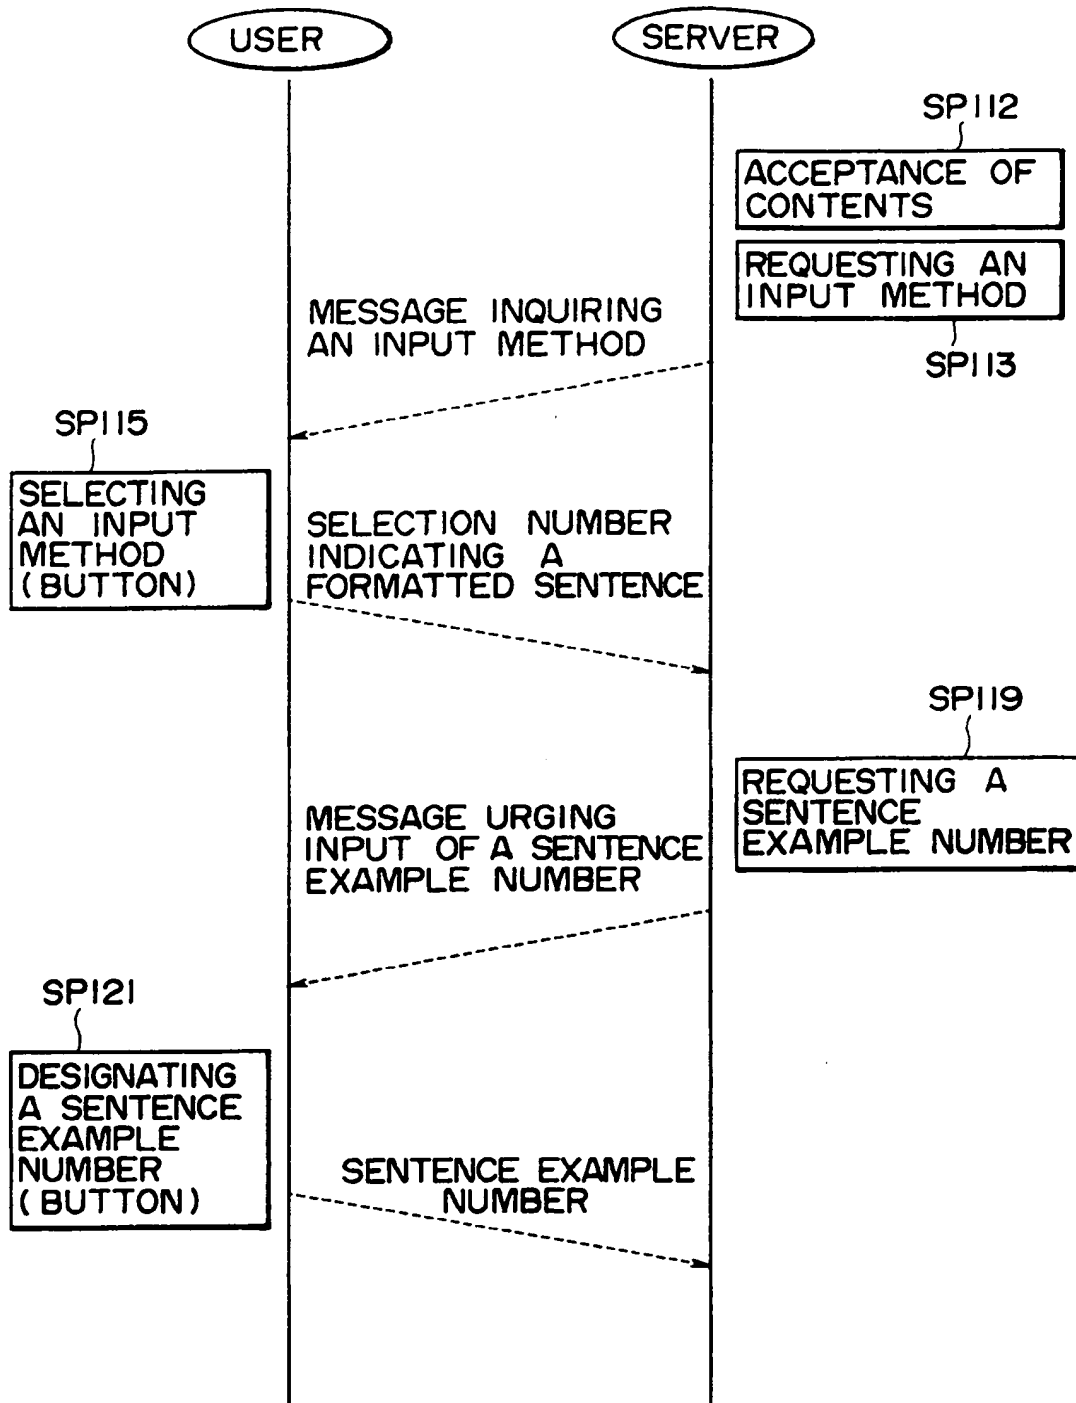 USER
SERVER
SP112
ACCEPTANCE OF
CONTENTS
REQUESTING AN
INPUT METHOD
SP113
MESSAGE INQUIRING
AN INPUT METHOD
SP115
SELECTING
AN INPUT
METHOD
(BUTTON)
SELECTION NUMBER
INDICATING A
FORMATTED SENTENCE
SP119
REQUESTING A
SENTENCE
EXAMPLE NUMBER
MESSAGE URGING
INPUT OF A SENTENCE
EXAMPLE NUMBER
SP121
DESIGNATING
A SENTENCE
EXAMPLE
NUMBER
(BUTTON)
SENTENCE EXAMPLE
NUMBER